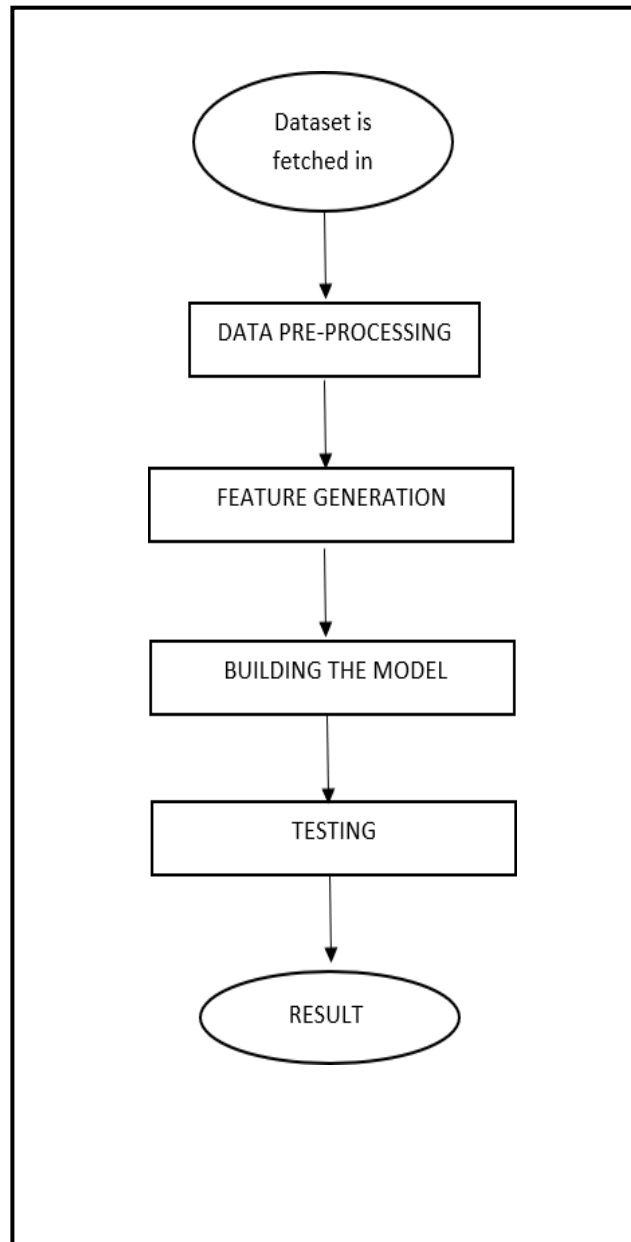 Dataset is
fetched in
DATA PRE-PROCESSING
FEATURE GENERATION
BUILDING THE MODEL
TESTING
RESULT